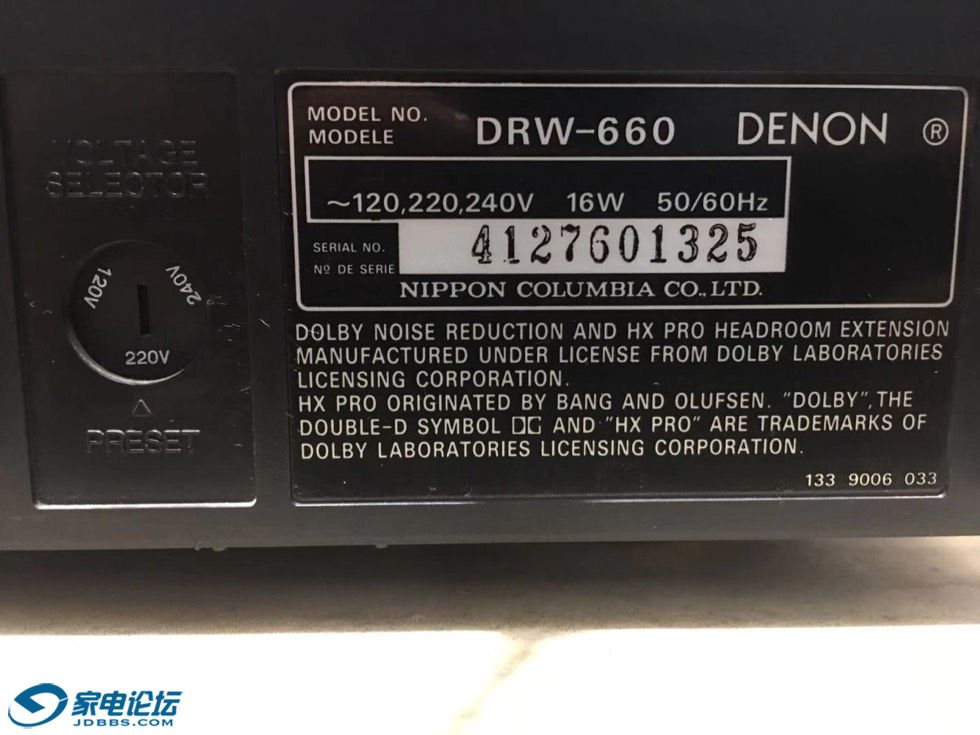 VOLTAGE
SELECTOR
120V
240V
220V
△
PRESET
MODEL NO.
MODELE
DRW-660
DENON ®
~120,220,240V 16W 50/60Hz
SERIAL NO.
Nº DE SERIE
4127601325
NIPPON COLUMBIA CO.,LTD.
DOLBY NOISE REDUCTION AND HX PRO HEADROOM EXTENSION
MANUFACTURED UNDER LICENSE FROM DOLBY LABORATORIES
LICENSING CORPORATION.
HX PRO ORIGINATED BY BANG AND OLUFSEN. "DOLBY", THE
DOUBLE-D SYMBOL AND "HX PRO" ARE TRADEMARKS OF
DOLBY LABORATORIES LICENSING CORPORATION.
133 9006 033
家电论坛
JDBBS.COM